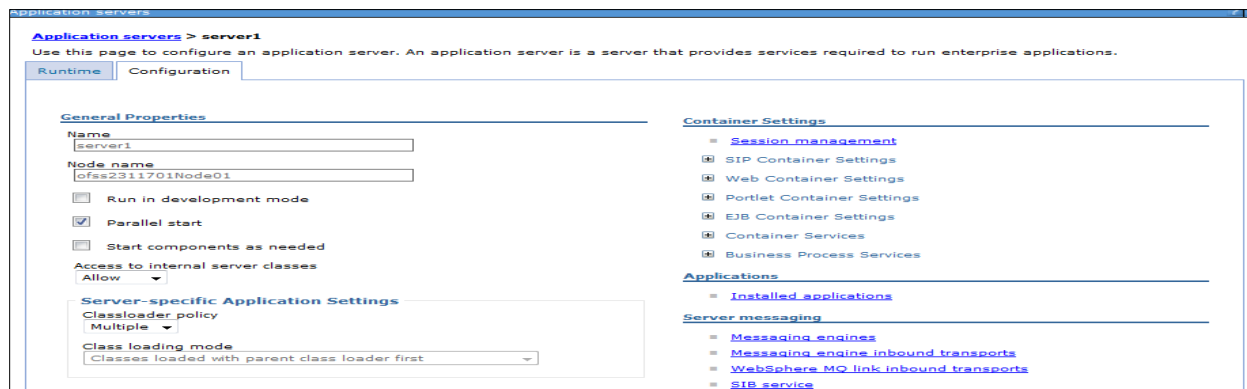 Application servers
Application servers > server1
Use this page to configure an application server. An application server is a server that provides services required to run enterprise applications.
Runtime
Configuration
General Properties
Name
server1
Node name
ofss2311701Node01
Run in development mode
Parallel start
Start components as needed
Access to internal server classes
Allow
Server-specific Application Settings
Classloader policy
Multiple
Class loading mode
Classes loaded with parent class loader first
Container Settings
Session management
SIP Container Settings
Web Container Settings
Portlet Container Settings
EJB Container Settings
Container Services
Business Process Services
Applications
Installed applications
Server messaging
Messaging engines
Messaging engine inbound transports
WebSphere MQ link inbound transports
SIB service